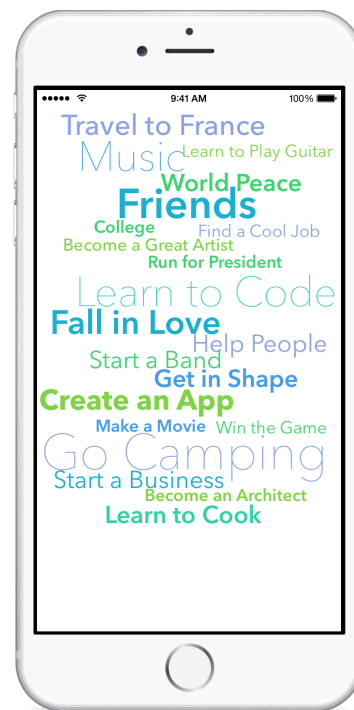 9:41 AM 100%
Travel to France
Music
Learn to Play Guitar
World Peace
Friends
College
Find a Cool Job
Become a Great Artist
Run for President
Learn to Code
Fall in Love
Help People
Start a Band
Get in Shape
Create an App
Make a Movie
Win the Game
Go Camping
Start a Business
Become an Architect
Learn to Cook